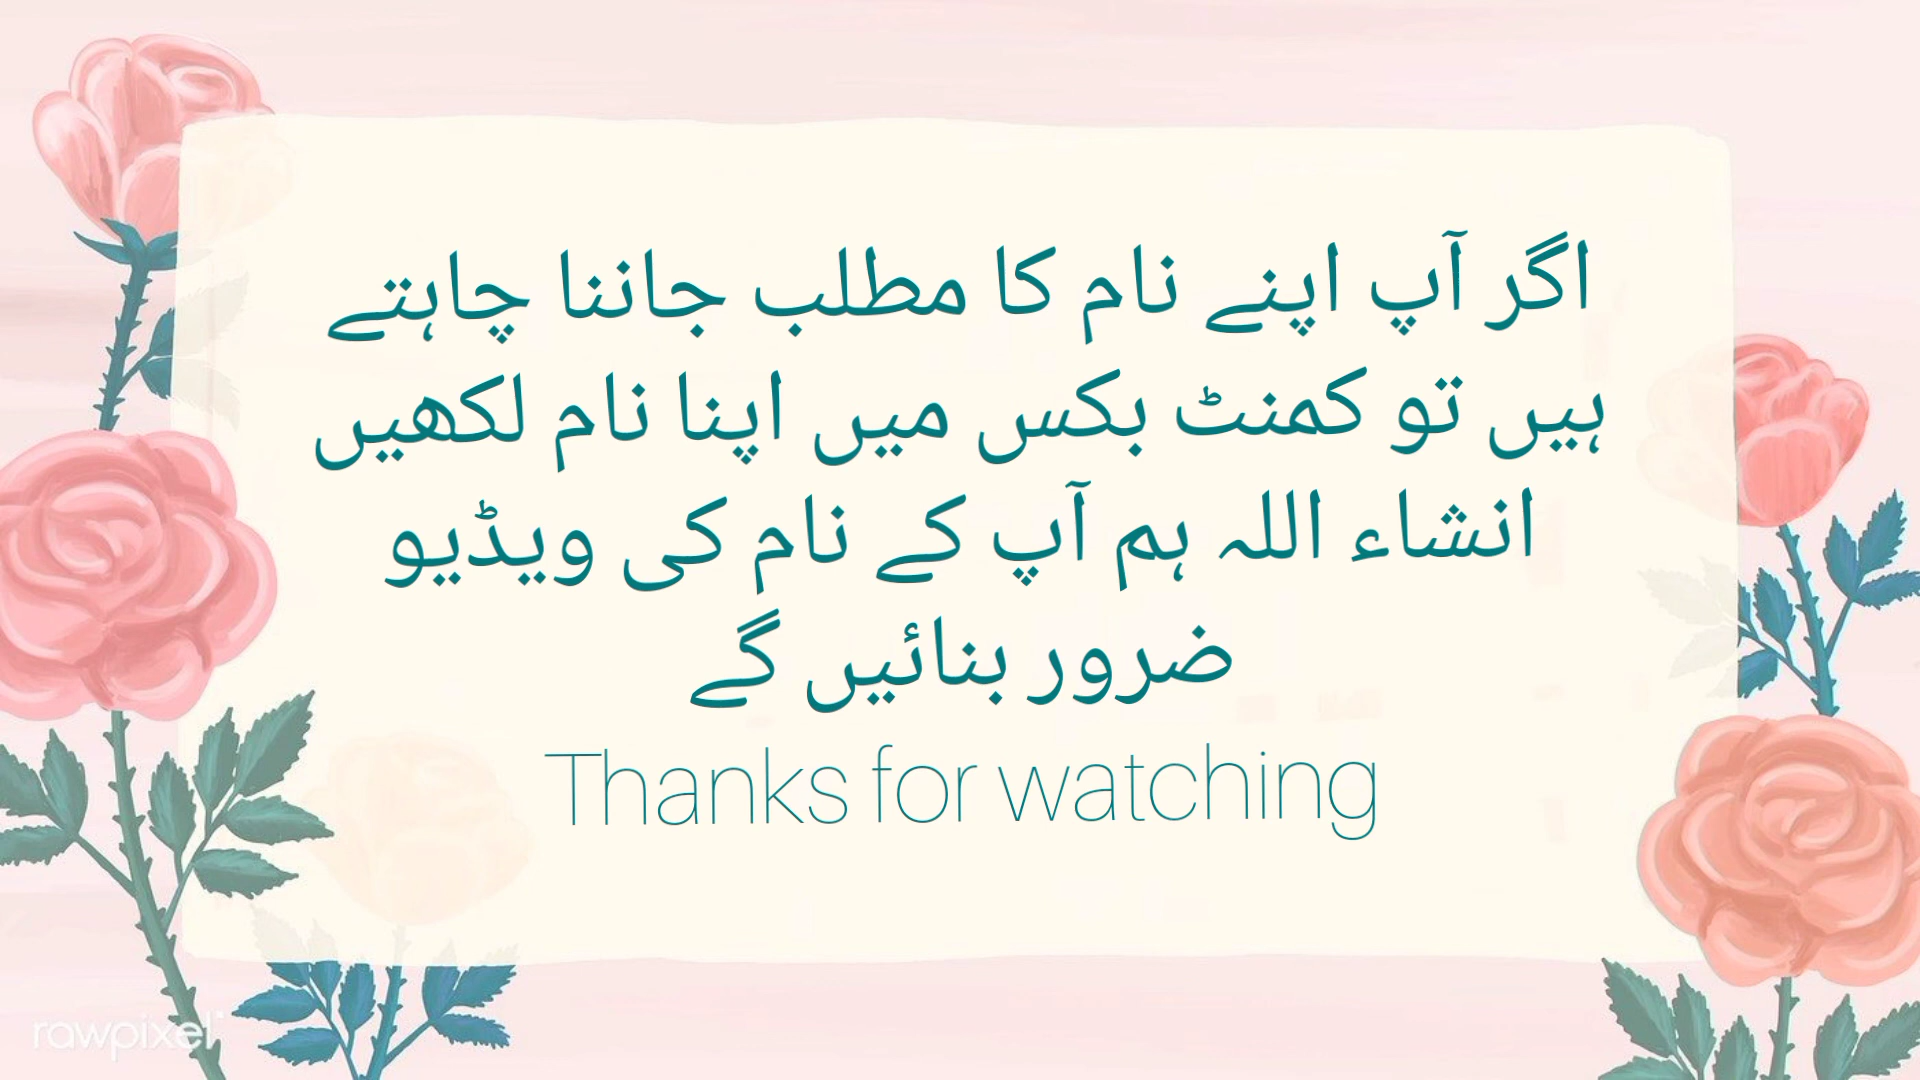 اگر آپ اپنے نام کا مطلب جاننا چاہتے
ہیں تو کمنٹ بکس میں اپنا نام لکھیں
انشاء اللہ ہم آپ کے نام کی ویڈیو
ضرور بنائیں گے
Thanks for watching
rawpixel